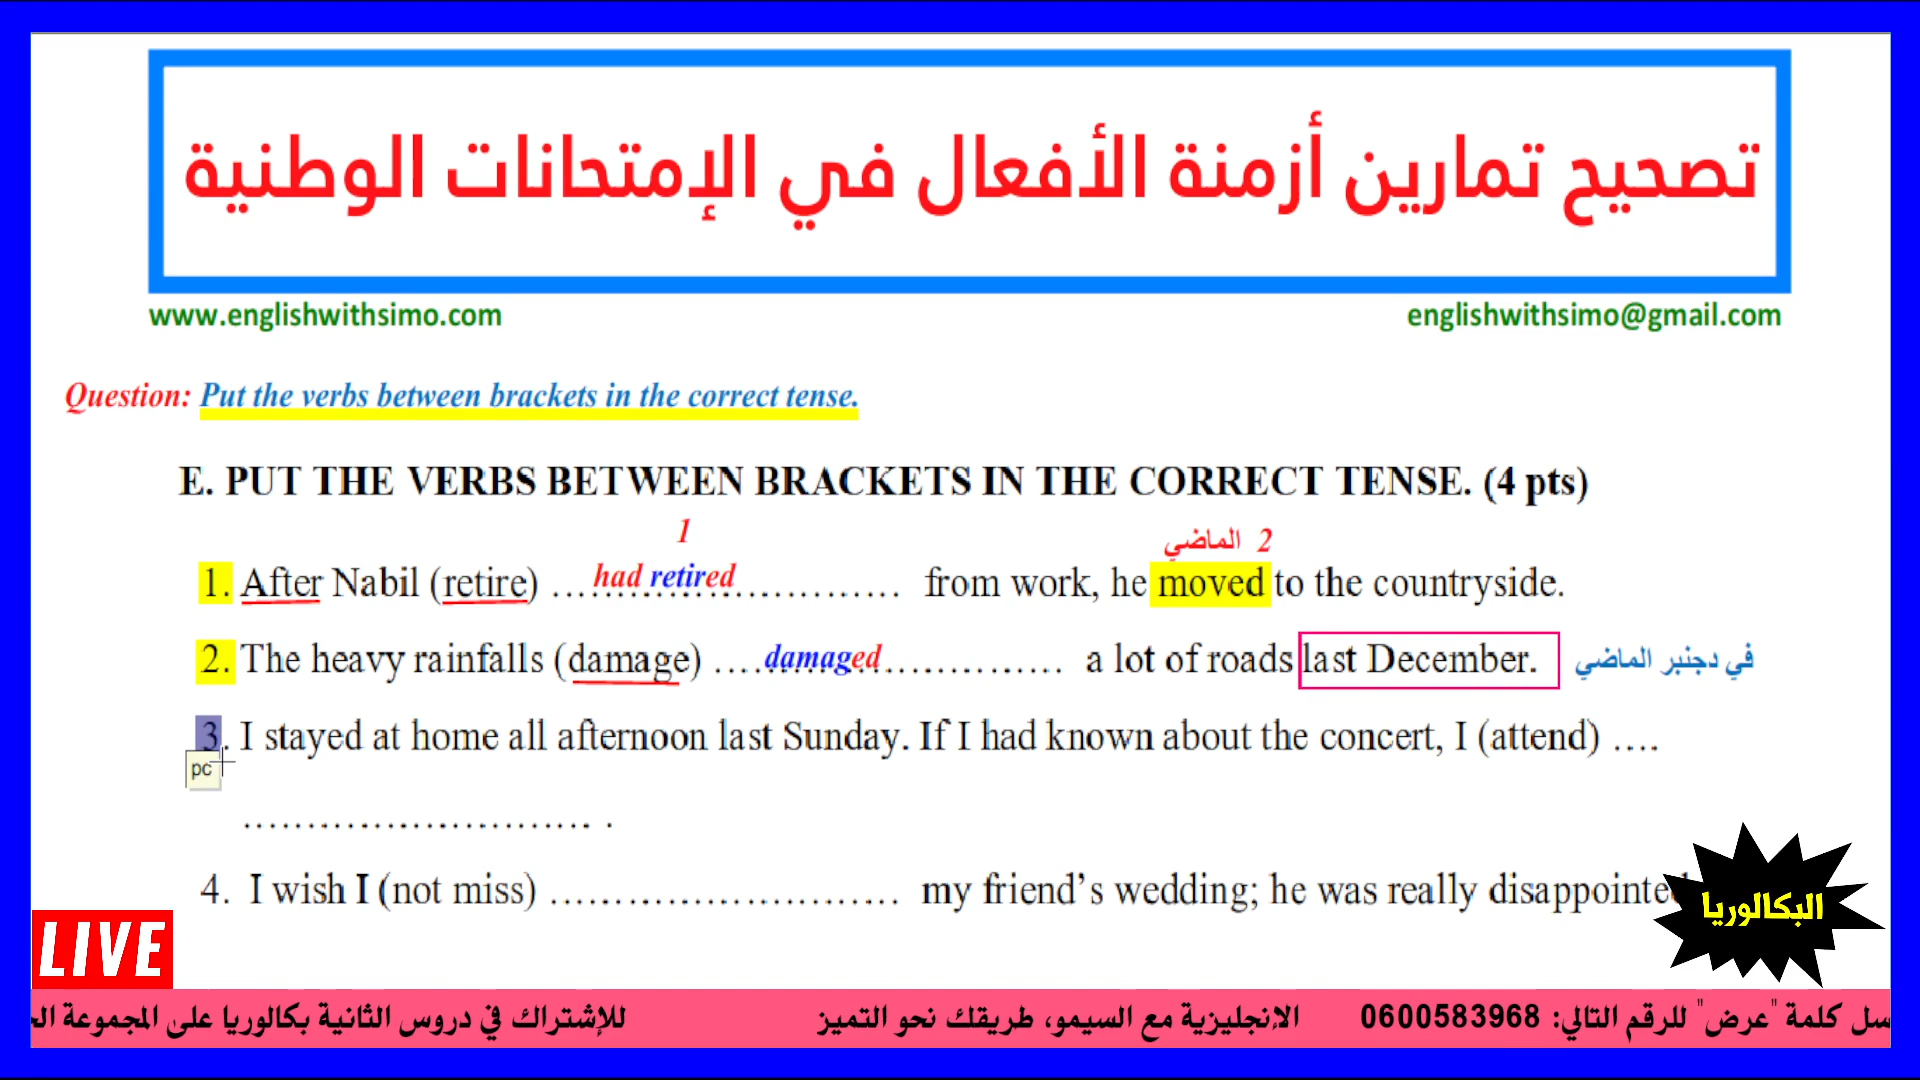 تصحيح تمارين أزمنة الأفعال في الإمتحانات الوطنية
www.englishwithsimo.com englishwithsimo@gmail.com
Question: Put the verbs between brackets in the correct tense.
E. PUT THE VERBS BETWEEN BRACKETS IN THE CORRECT TENSE. (4 pts)
1 الماضي 2
1. After Nabil (retire) ...had retired............. from work, he moved to the countryside.
2. The heavy rainfalls (damage) ....damaged.............. a lot of roads last December. في دجنبر الماضي
3. I stayed at home all afternoon last Sunday. If I had known about the concert, I (attend) ....
pc
........................... .
4. I wish I (not miss) ........................... my friend’s wedding; he was really disappointed
البكالوريا
LIVE
سل كلمة "عرض" للرقم التالي: 0600583968 الإنجليزية مع السيمو، طريقك نحو التميز للإشتراك في دروس الثانية بكالوريا على المجموعة